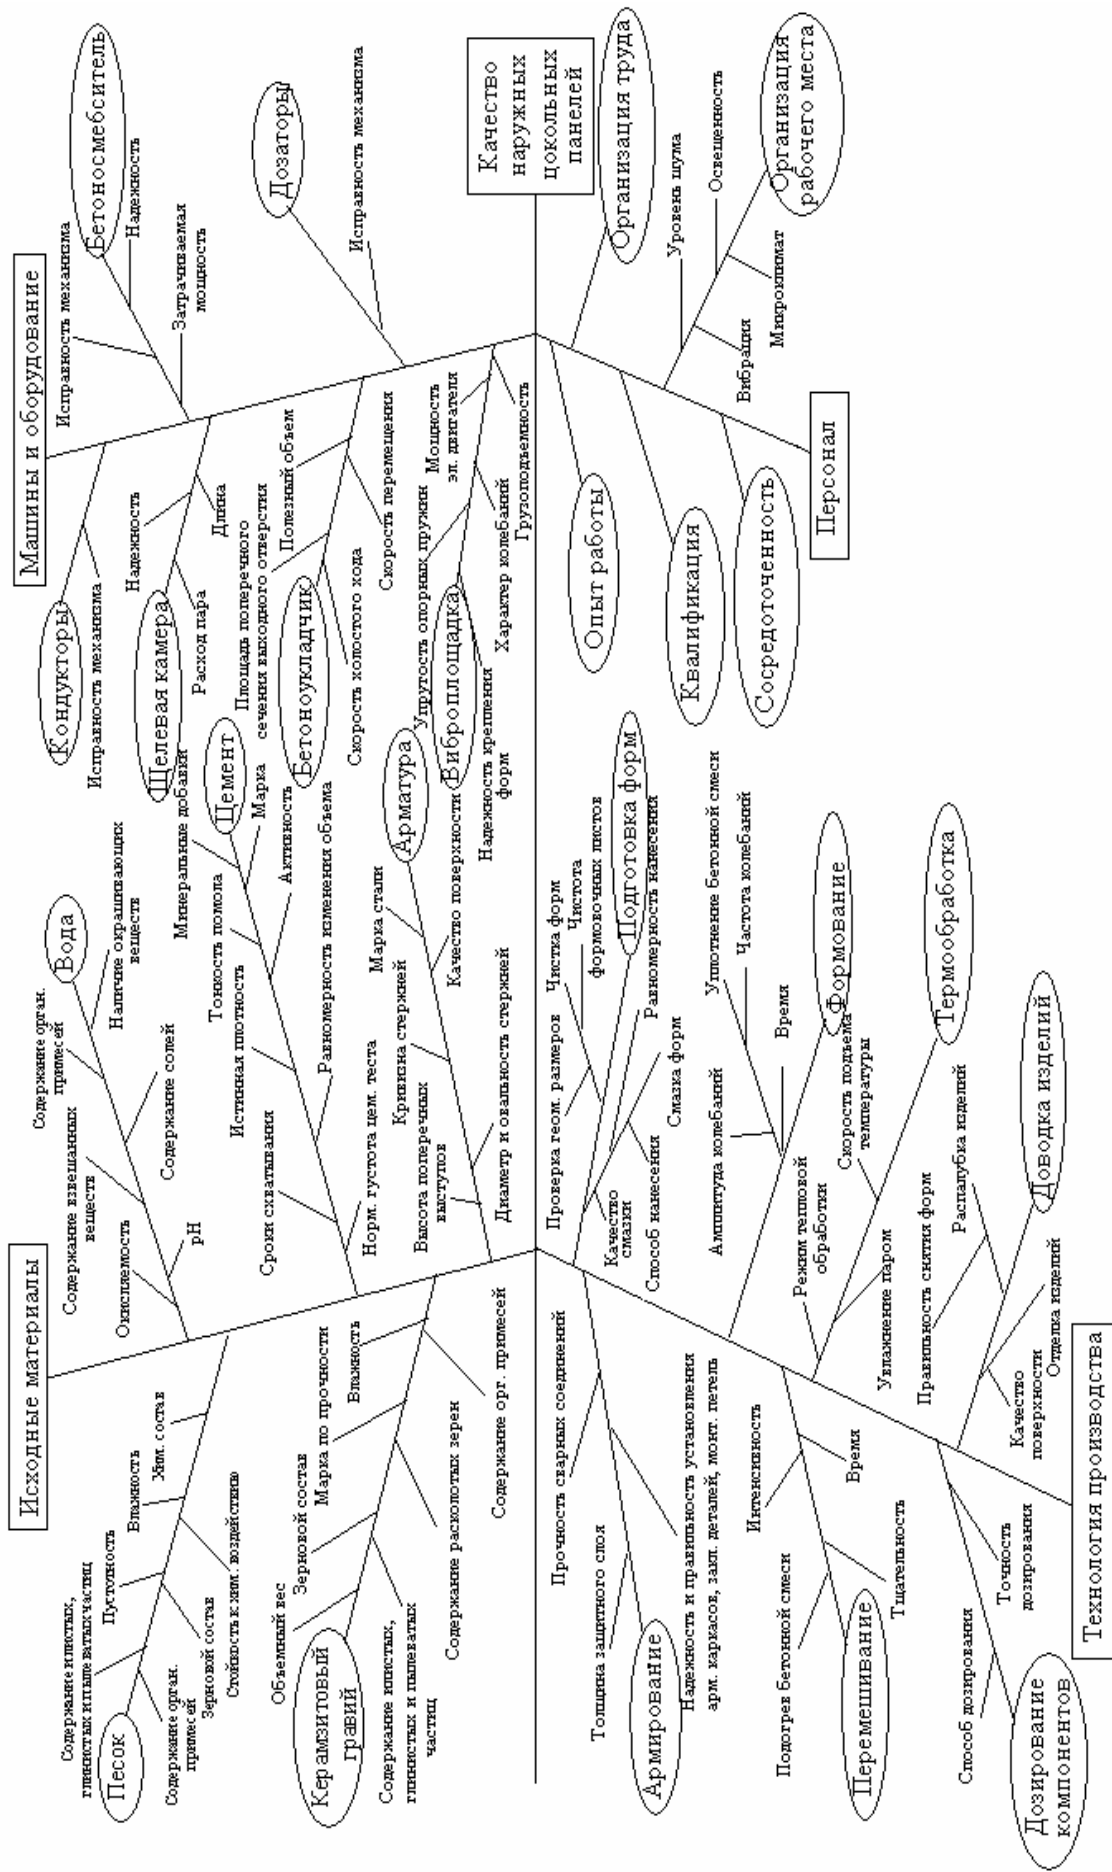 Исходные материалы
Песок
Содержание илистых,
глинистых и пылеватых частиц
Пуступность
Влажность
Хим. состав
Содержание орган.
примесей
Зерновой состав
Стойкость к хим. воздействию
Вода
Содержание орган.
примесей
Содержание взвешанных
веществ
Окисляемость
Наличие окрашивающих
веществ
Содержание солей
рН
Керамзитовый
гравий
Объемный вес
Зерновой состав
Марка по прочности
Влажность
Содержание илистых,
глинистых и пылеватых
частиц
Содержание расколотых зерен
Содержание орг. примесей
Цемент
Минеральные добавки
Тонкость помола
Истинная плотность
Сроки схватывания
Марка
Активность
Равномерность изменения объема
Норм. густота цем. теста
Арматура
Марка стали
Кривизна стержней
Высота поперечных
выступов
Качество поверхности
Диаметр и овальность стержней
Машины и оборудование
Кондукторы
Исправность механизма
Бетоносмебситель
Исправность механизма
Надежность
Затрачиваемая
мощность
Щелевая камера
Надежность
Длина
Расход пара
Дозаторы
Исправность механизма
Бетоноукладчик
Площадь поперечного
сечения выходного отверстия
Полезный объем
Скорость холостого хода
Скорость перемещения
Виброплощадка
Упругость опорных пружин
Мощность
эл. двигателя
Надежность крепления
форм
Характер колебаний
Грузоподъемность
Качество
наружных
цокольных
панелей
Технология производства
Армирование
Толщина защитного слоя
Прочность сварных соединений
Надежность и правильность установления
арм. каркасов, закл. деталей, монт. петель
Подготовка форм
Проверка геом. размеров
Чистка форм
Чистота
формовочных листов
Равномерность нанесения
Смазка форм
Способ нанесения
Качество
смазки
Перемешивание
Подогрев бетонной смеси
Интенсивность
Тщательность
Время
Формование
Амплитуда колебаний
Уплотнение бетонной смеси
Частота колебаний
Время
Термообработка
Режим тепловой
обработки
Скорость подъема
температуры
Увлажнение паром
Дозирование
компонентов
Способ дозирования
Точность
дозирования
Доводка изделий
Правильность снятия форм
Распалубка изделий
Качество
поверхности
Отделка изделий
Персонал
Опыт работы
Квалификация
Сосредоточенность
Организация труда
Организация
рабочего места
Уровень шума
Освещенность
Вибрация
Микроклимат